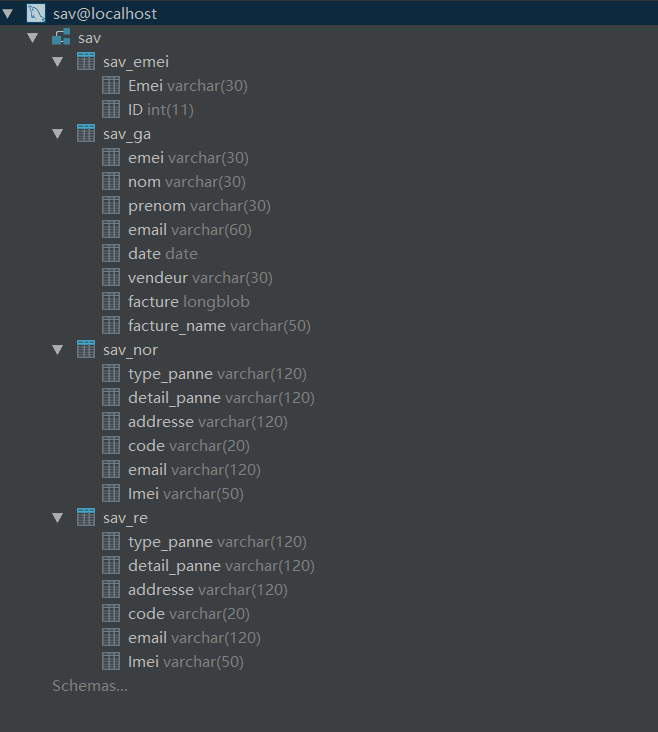 sav@localhost
sav
sav_emei
Emei varchar(30)
ID int(11)
sav_ga
emei varchar(30)
nom varchar(30)
prenom varchar(30)
email varchar(60)
date date
vendeur varchar(30)
facture longblob
facture_name varchar(50)
sav_nor
type_panne varchar(120)
detail_panne varchar(120)
addresse varchar(120)
code varchar(20)
email varchar(120)
Imei varchar(50)
sav_re
type_panne varchar(120)
detail_panne varchar(120)
addresse varchar(120)
code varchar(20)
email varchar(120)
Imei varchar(50)
Schemas...